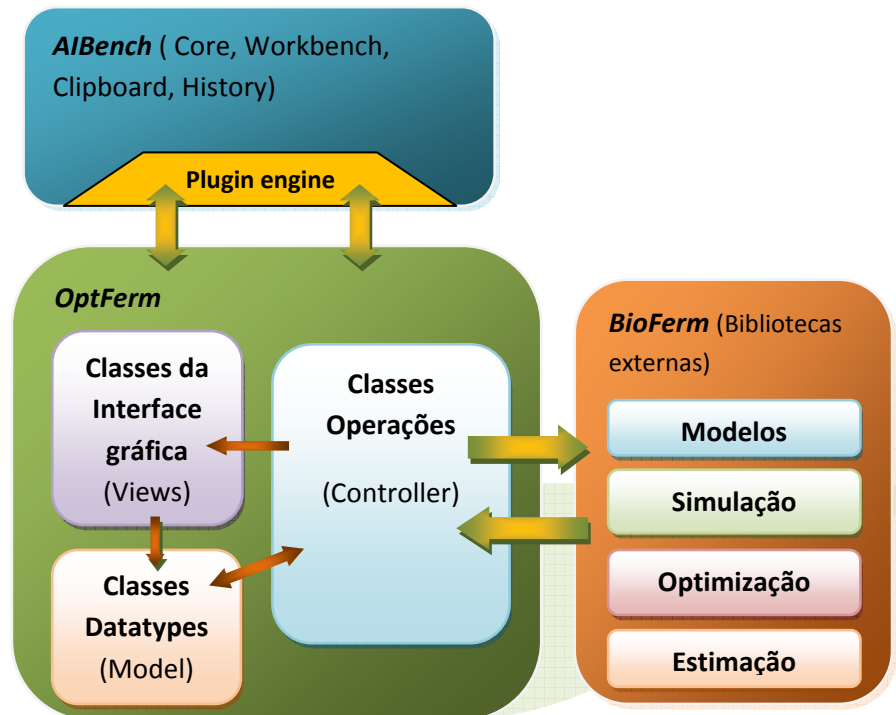 AIBench ( Core, Workbench,
Clipboard, History)
Plugin engine
OptFerm
Classes da
Interface
gráfica
(Views)
Classes
Operações
(Controller)
Classes
Datatypes
(Model)
BioFerm (Bibliotecas
externas)
Modelos
Simulação
Optimização
Estimação